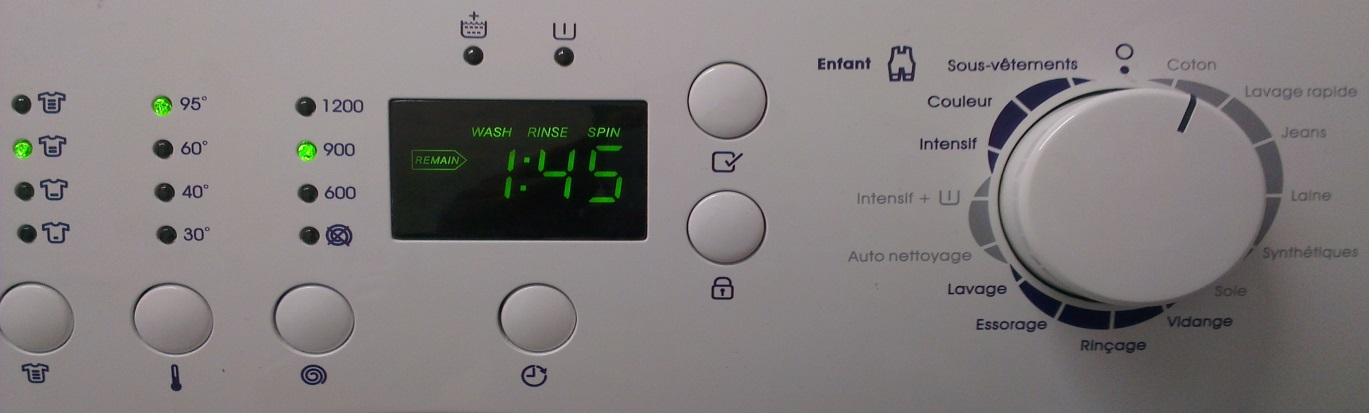 95°
60°
40°
30°
1200
900
600
WASH RINSE SPIN
REMAIN
1:45
Enfant
Sous-vêtements
Couleur
Intensif
Intensif +
Auto nettoyage
Lavage
Essorage
Rinçage
Vidange
Soie
Synthétiques
Laine
Jeans
Lavage rapide
Coton